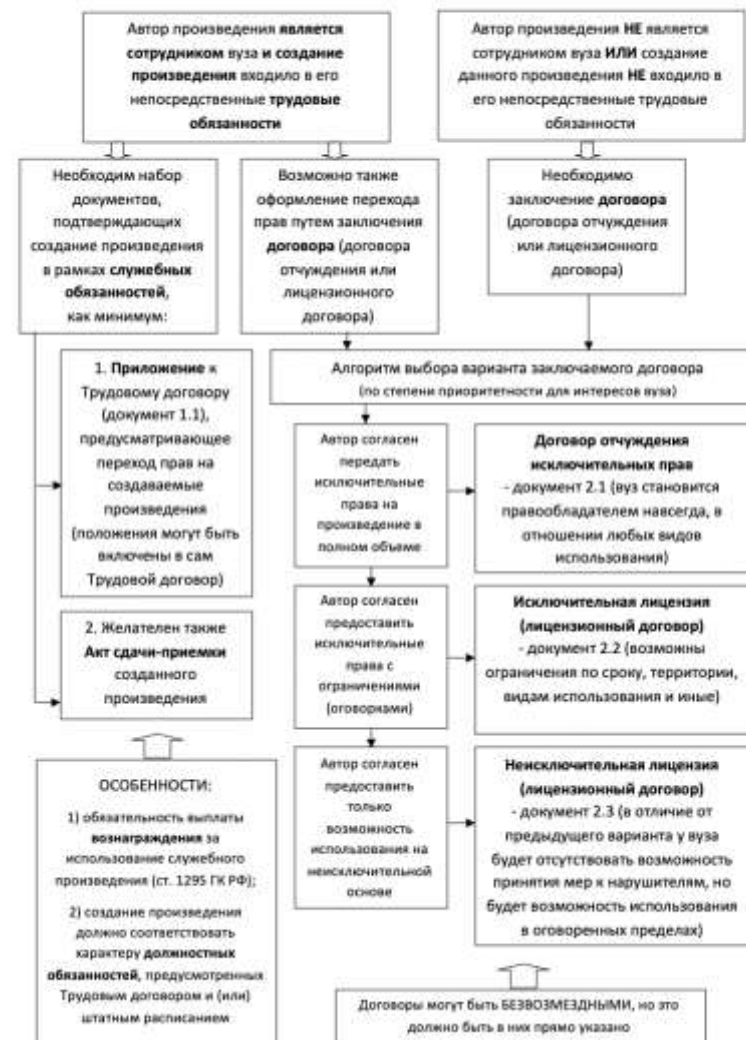 Автор произведения является
сотрудником вуза и создание
произведения входило в его
непосредственные трудовые
обязанности
Автор произведения НЕ является
сотрудником вуза ИЛИ создание
данного произведения НЕ входило в
его непосредственные трудовые
обязанности
Необходим набор
документов,
подтверждающих
создание произведения
в рамках служебных
обязанностей,
как минимум:
Возможно также
оформление перехода
прав путем заключения
договора (договора
отчуждения или
лицензионного
договора)
Необходимо
заключение договора
(договора отчуждения
или лицензионного
договора)
1. Приложение к
Трудовому договору
(документ 1.1),
предусматривающее
переход прав на
создаваемые
произведения
(положения могут быть
включены в сам
Трудовой договор)
2. Желателен также
Акт сдачи-приемки
созданного
произведения
ОСОБЕННОСТИ:
1) обязательность выплаты
вознаграждения за
использование служебного
произведения (ст. 1295 ГК РФ);
2) создание произведения
должно соответствовать
характеру должностных
обязанностей, предусмотренных
Трудовым договором и (или)
штатным расписанием
Алгоритм выбора варианта заключаемого договора
(по степени приоритетности для интересов вуза)
Автор согласен
передать
исключительные
права на
произведение в
полном объеме
Договор отчуждения
исключительных прав
- документ 2.1 (вуз становится
правообладателем навсегда, в
отношении любых видов
использования)
Автор согласен
предоставить
исключительные
права с
ограничениями
(оговорками)
Исключительная лицензия
(лицензионный договор)
- документ 2.2 (возможны
ограничения по сроку, территории,
видам использования и иные)
Автор согласен
предоставить
только
возможность
использования на
неисключительной
основе
Неисключительная лицензия
(лицензионный договор)
- документ 2.3 (в отличие от
предыдущего варианта у вуза
будет отсутствовать возможность
принятия мер к нарушителям, но
будет возможность использования
в оговоренных пределах)
Договоры могут быть БЕЗВОЗМЕЗДНЫМИ, но это
должно быть в них прямо указано